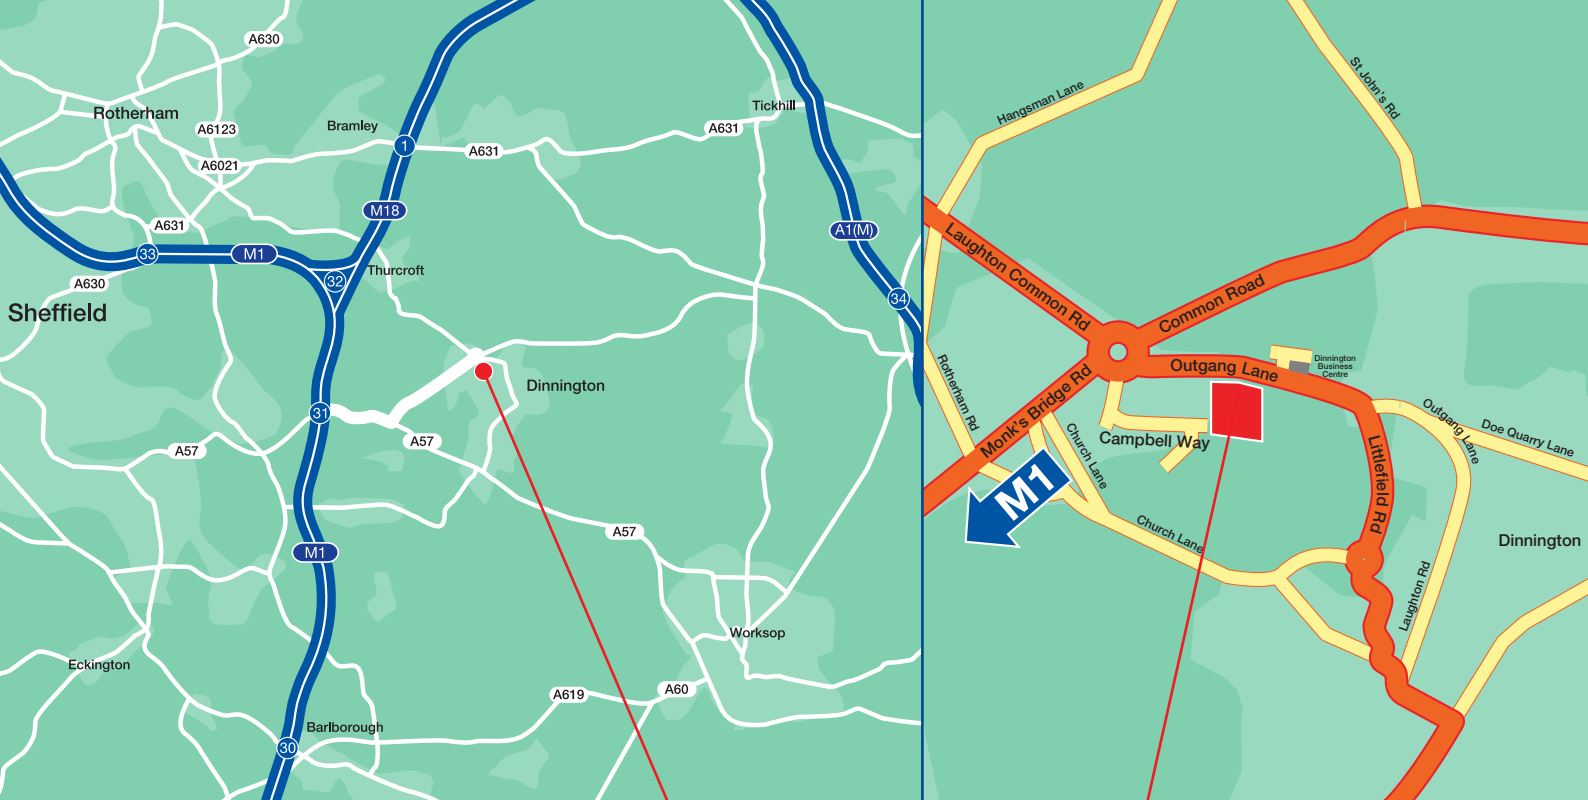 A630
Rotherham
A6123
Bramley
A6021
1
A631
A631
Tickhill
M18
A631
A1(M)
33
M1
32
Thurcroft
A630
34
Sheffield
Dinnington
31
A57
A57
A57
M1
Worksop
Eckington
A619
A60
Barlborough
30
Hangsman Lane
St John's Rd
Laughton Common Rd
Common Road
Outgang Lane
Dinnington
Business
Centre
Rotherham Rd
Monk's Bridge Rd
Campbell Way
Church Lane
Outgang Lane
Doe Quarry Lane
Littlefield Rd
M1
Church Lane
Dinnington
Laughton Rd